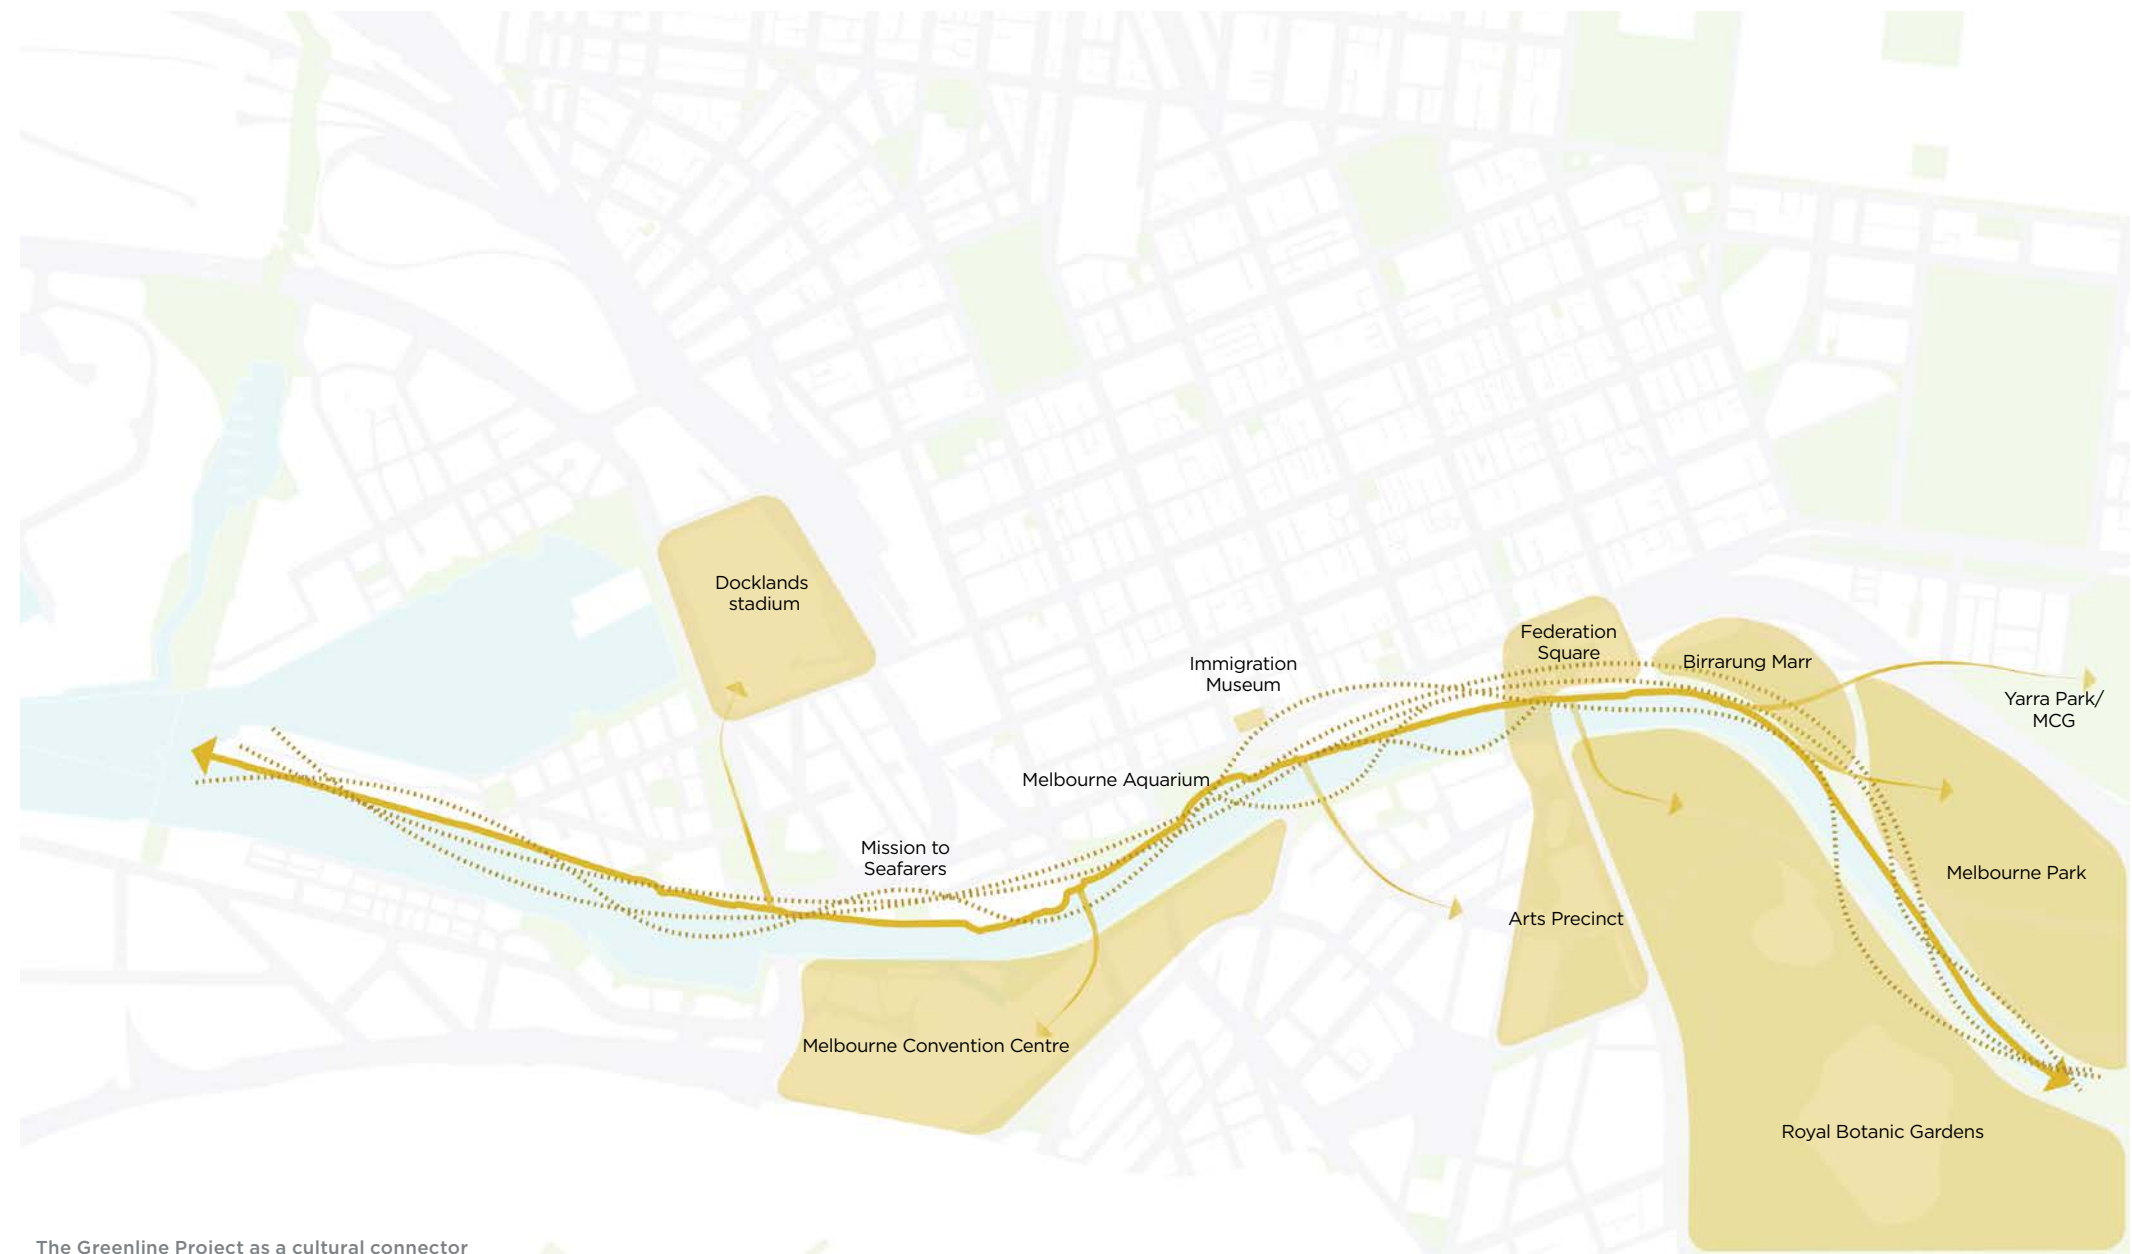 Docklands
stadium
Federation
Square
Immigration
Museum
Birrarung Marr
Yarra Park/
MCG
Melbourne Aquarium
Mission to
Seafarers
Melbourne Park
Arts Precinct
Melbourne Convention Centre
Royal Botanic Gardens
The Greenline Project as a cultural connector